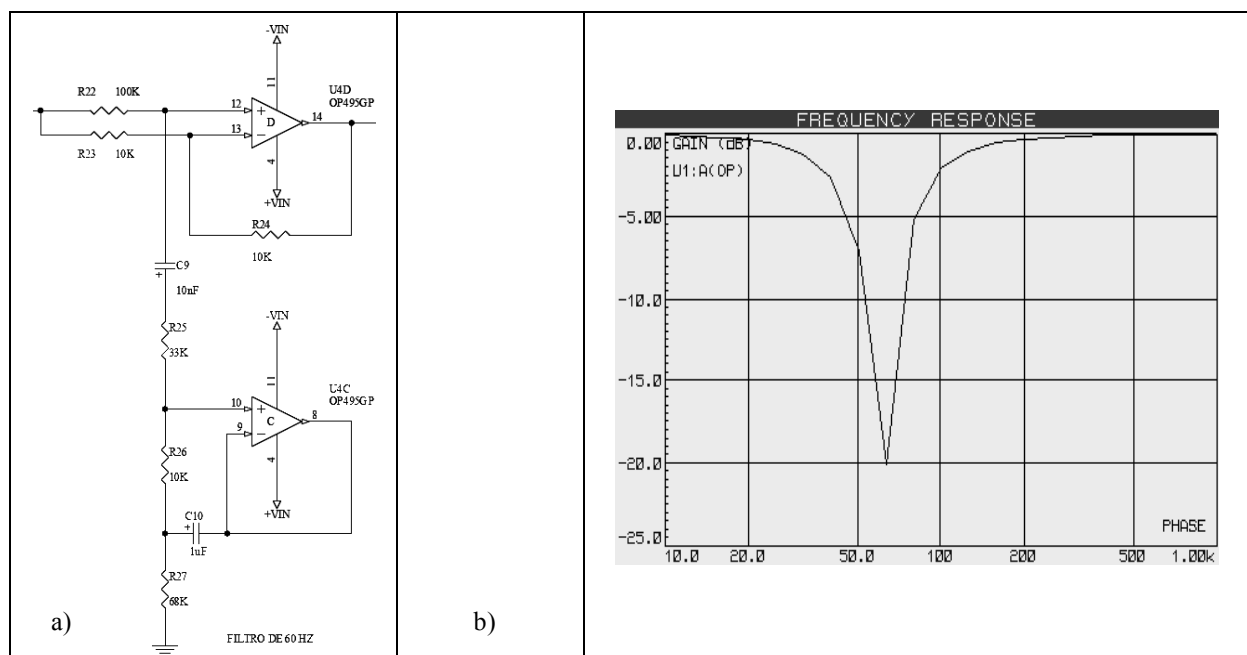 -VIN
11
R22 100K
U4D
OP495GP
12
+
14
13
-
D
R23 10K
4
+VIN
R24
10K
C9
+
10nF
R25
33K
-VIN
11
U4C
OP495GP
10
+
8
9
-
C
R26
10K
4
+VIN
C10
+
1uF
R27
68K
a)
FILTRO DE 60 HZ
b)
FREQUENCY RESPONSE
0.00
GAIN (dB)
U1:A(OP)
-5.00
-10.0
-15.0
-20.0
PHASE
-25.0
10.0 20.0 50.0 100 200 500 1.00k